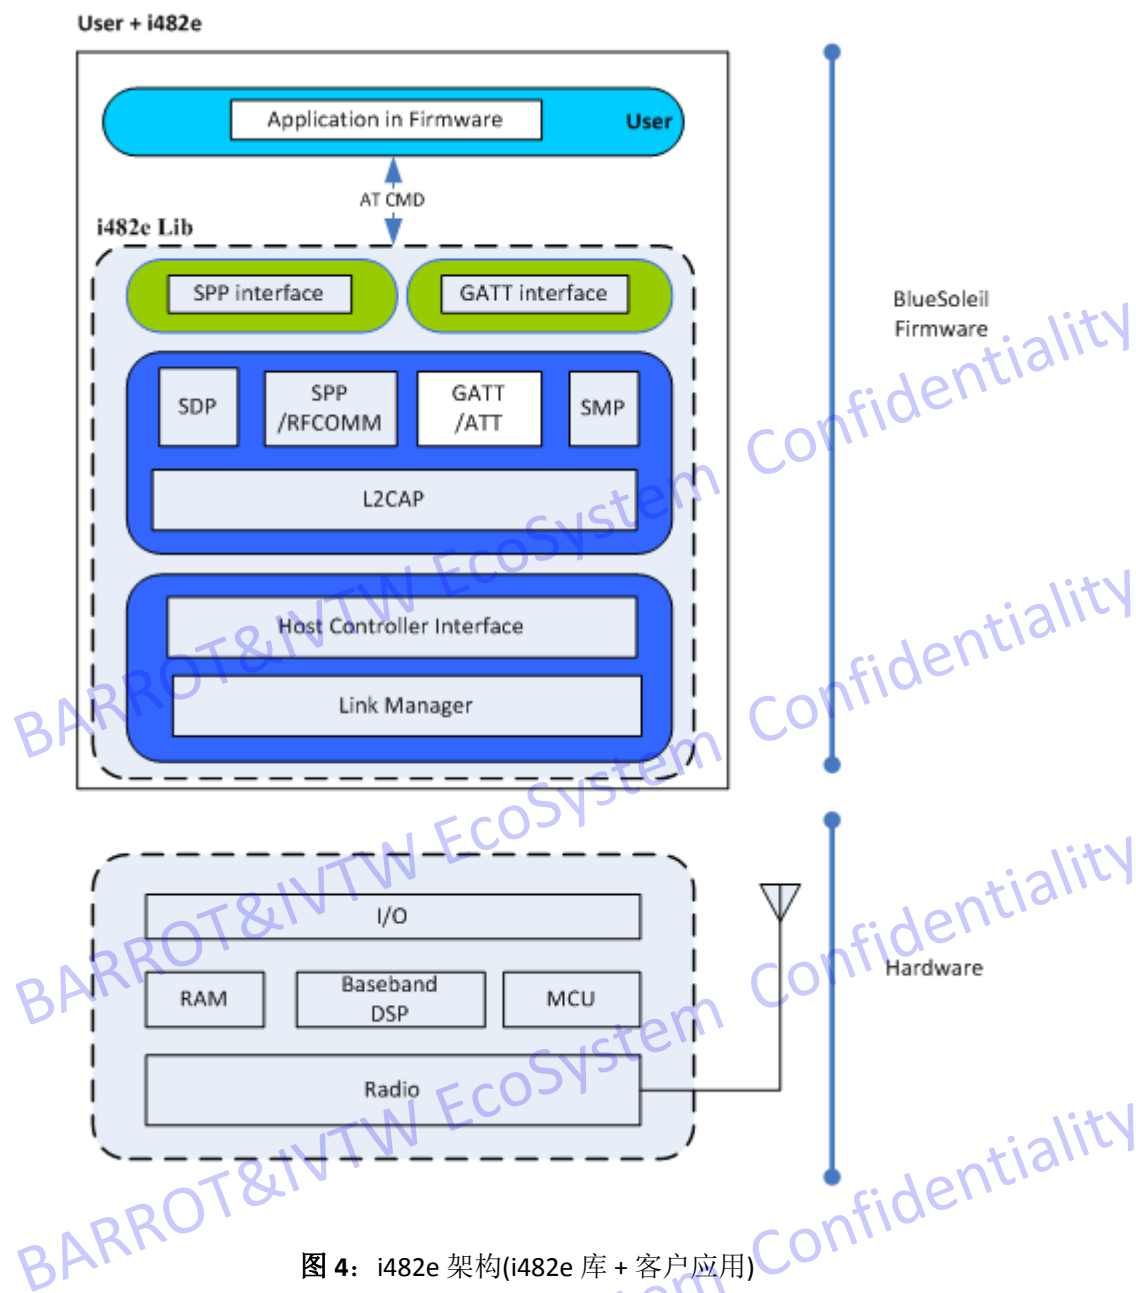 User + i482e
Application in Firmware
User
AT CMD
i482e Lib
SPP interface
GATT interface
BlueSoleil
Firmware
SDP
SPP
/RFCOMM
GATT
/ATT
SMP
L2CAP
Host Controller Interface
Link Manager
I/O
RAM
Baseband
DSP
MCU
Hardware
Radio
图 4：i482e 架构(i482e 库 + 客户应用)
BARROT&IVTW EcoSystem Confidentiality
BARROT&IVTW EcoSystem Confidentiality
BARROT&IVTW EcoSystem Confidentiality
Confidentiality